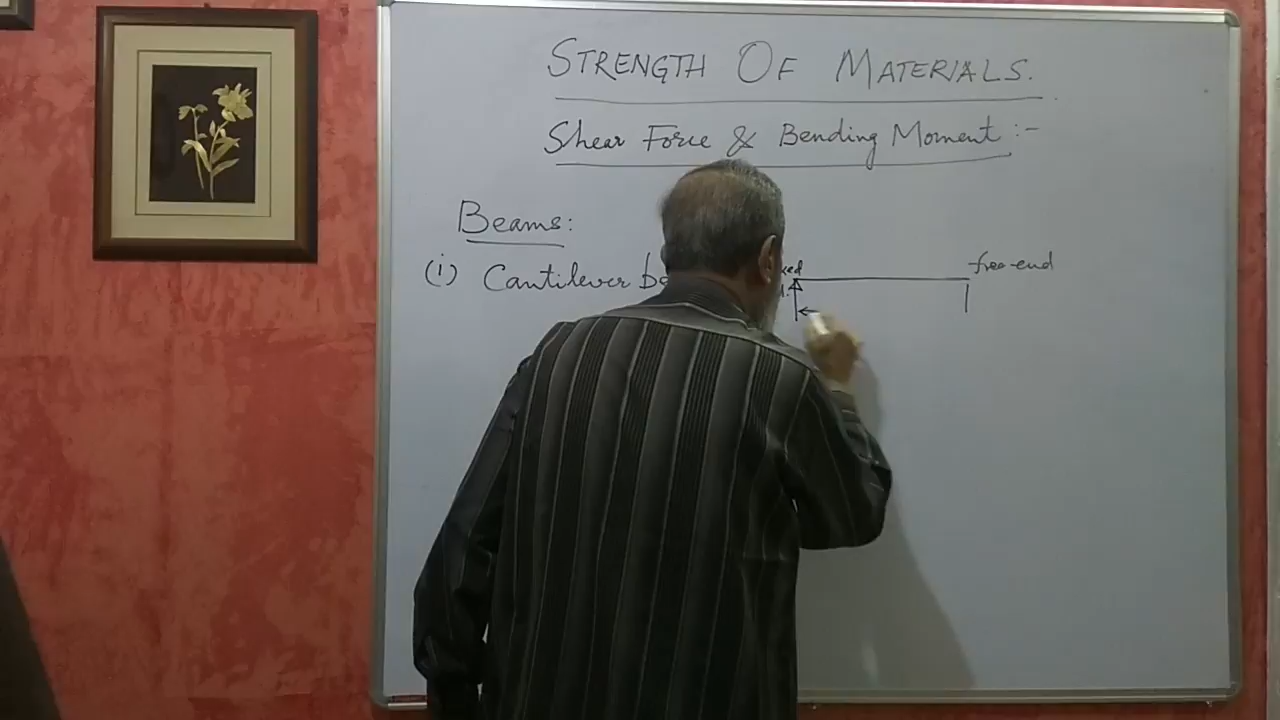 STRENGTH OF MATERIALS.
Shear Force & Bending Moment :-
Beams:
(i) Cantilever
free end